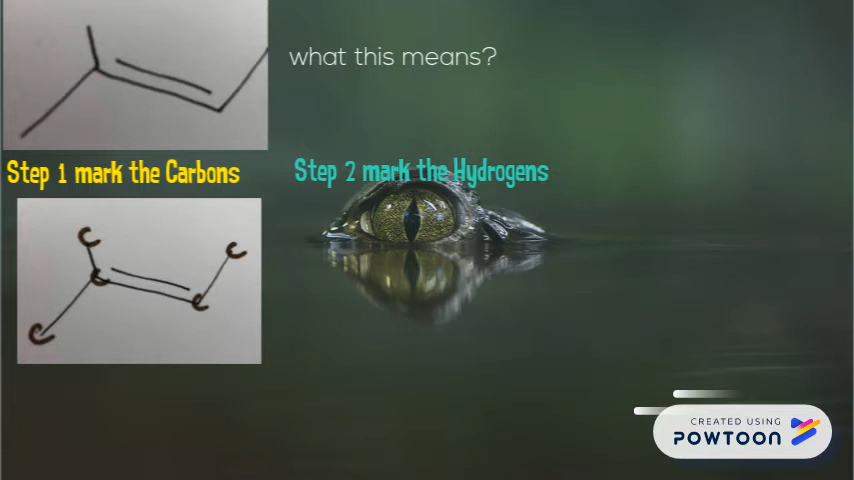 what this means?
Step 1 mark the Carbons
Step 2 mark the Hydrogens
C
C
C
C
C
CREATED USING
POWTOON